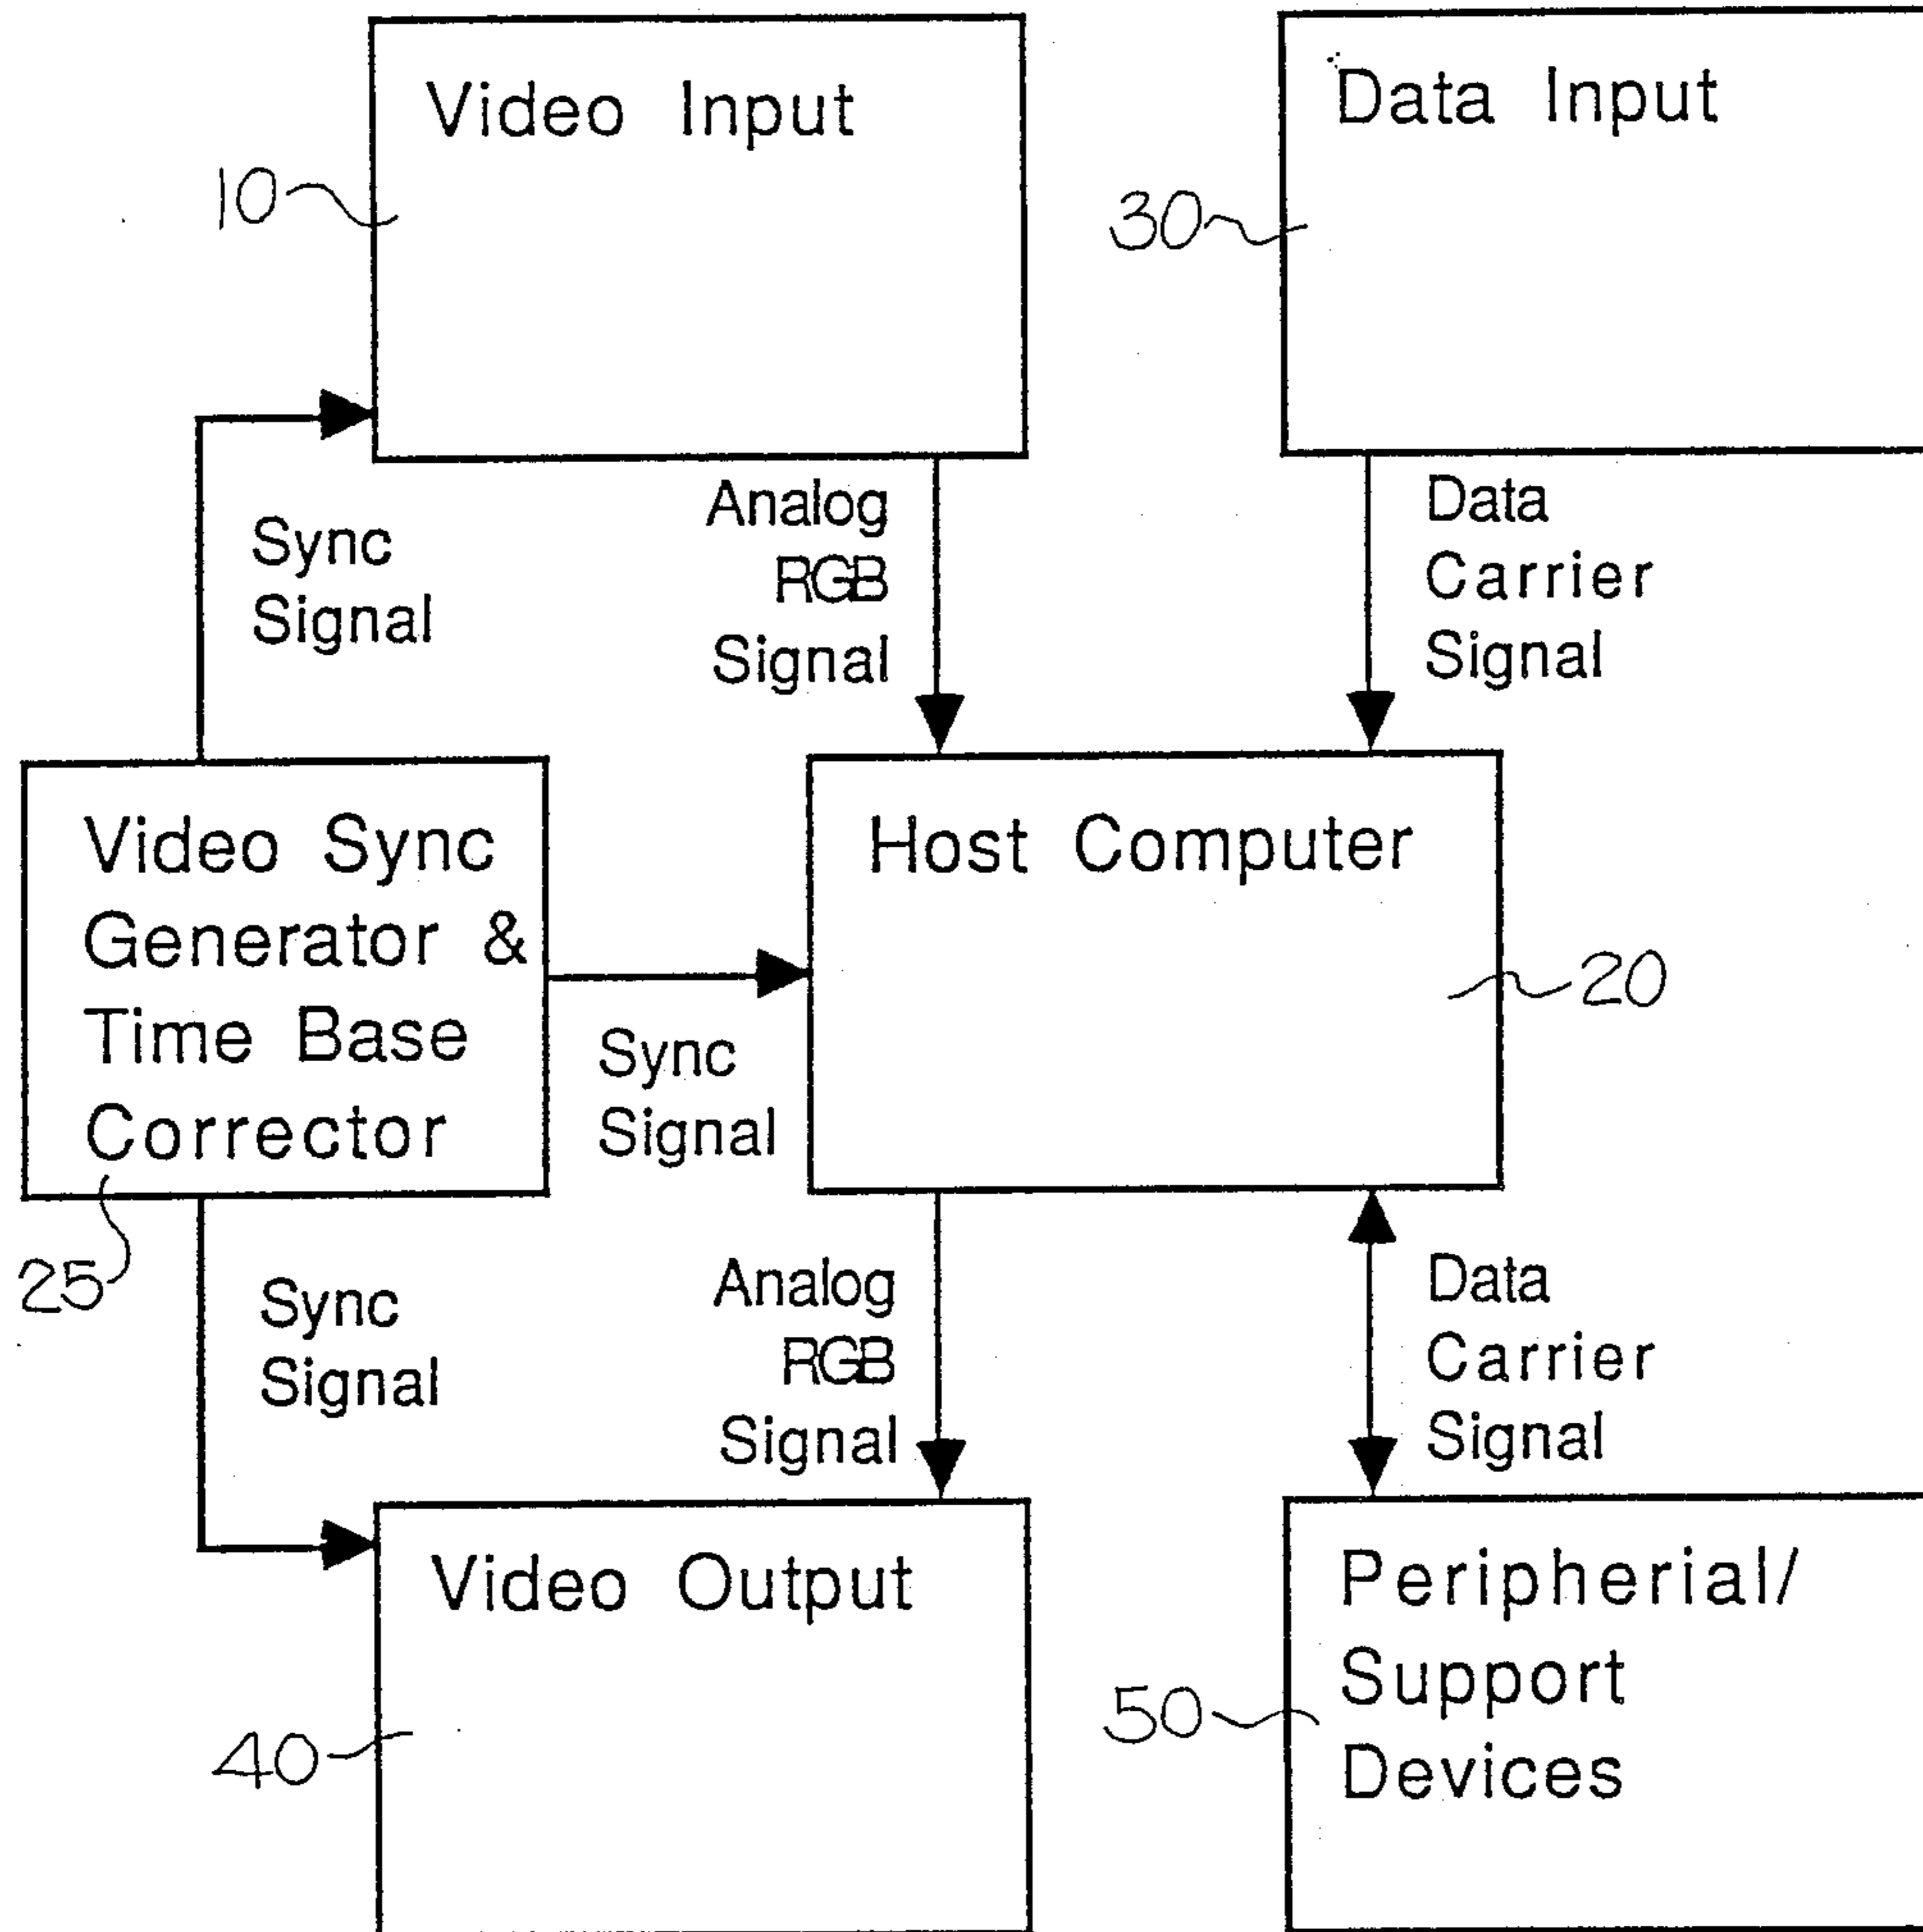 Video Input
10
Data Input
30
Sync
Signal
Analog
RGB
Signal
Data
Carrier
Signal
Video Sync
Generator &
Time Base
Corrector
25
Sync
Signal
Host Computer
20
Sync
Signal
Analog
RGB
Signal
Data
Carrier
Signal
Video Output
40
Peripherial/
Support
Devices
50